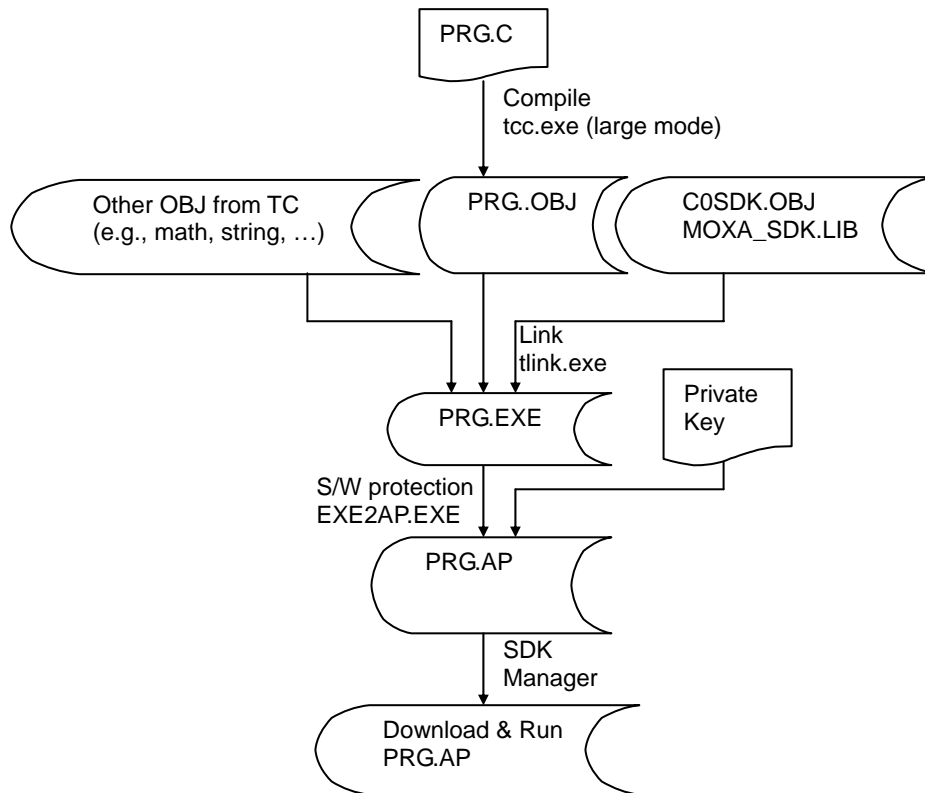 PRG.C
Compile
tcc.exe (large mode)
Other OBJ from TC
(e.g., math, string, …)
PRG..OBJ
C0SDK.OBJ
MOXA_SDK.LIB
Link
tlink.exe
PRG.EXE
Private
Key
S/W protection
EXE2AP.EXE
PRG.AP
SDK
Manager
Download & Run
PRG.AP